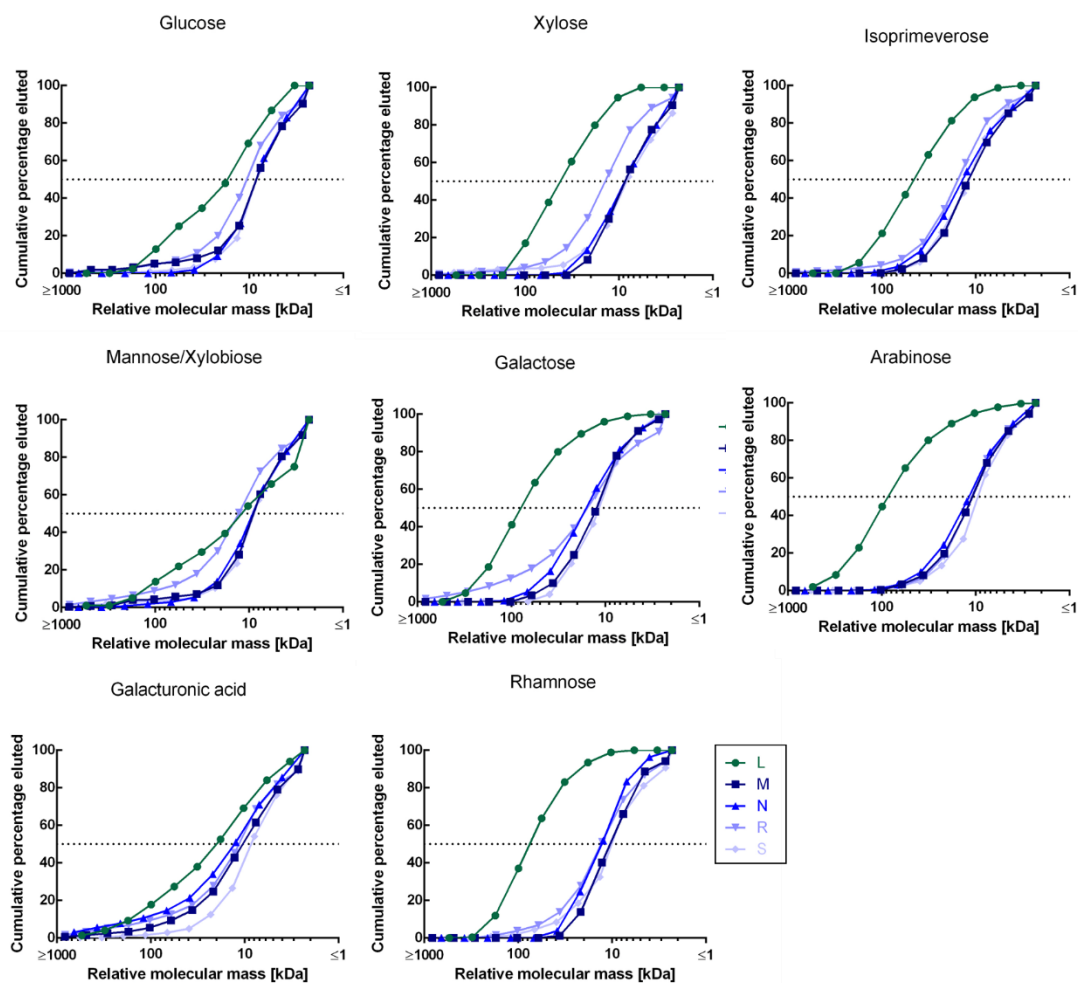 Glucose
Xylose
Isoprimeverose
Cumulative percentage eluted
100
80
60
40
20
0
≥1000
100
10
≤1
Relative molecular mass [kDa]
Cumulative percentage eluted
100
80
60
40
20
0
≥1000
100
10
≤1
Relative molecular mass [kDa]
Cumulative percentage eluted
100
80
60
40
20
0
≥1000
100
10
≤1
Relative molecular mass [kDa]
Mannose/Xylobiose
Galactose
Arabinose
Cumulative percentage eluted
100
80
60
40
20
0
≥1000
100
10
≤1
Relative molecular mass [kDa]
Cumulative percentage eluted
100
80
60
40
20
0
≥1000
100
10
≤1
Relative molecular mass [kDa]
Cumulative percentage eluted
100
80
60
40
20
0
≥1000
100
10
≤1
Relative molecular mass [kDa]
Galacturonic acid
Rhamnose
Cumulative percentage eluted
100
80
60
40
20
0
≥1000
100
10
≤1
Relative molecular mass [kDa]
Cumulative percentage eluted
100
80
60
40
20
0
≥1000
100
10
≤1
Relative molecular mass [kDa]
L
M
N
R
S